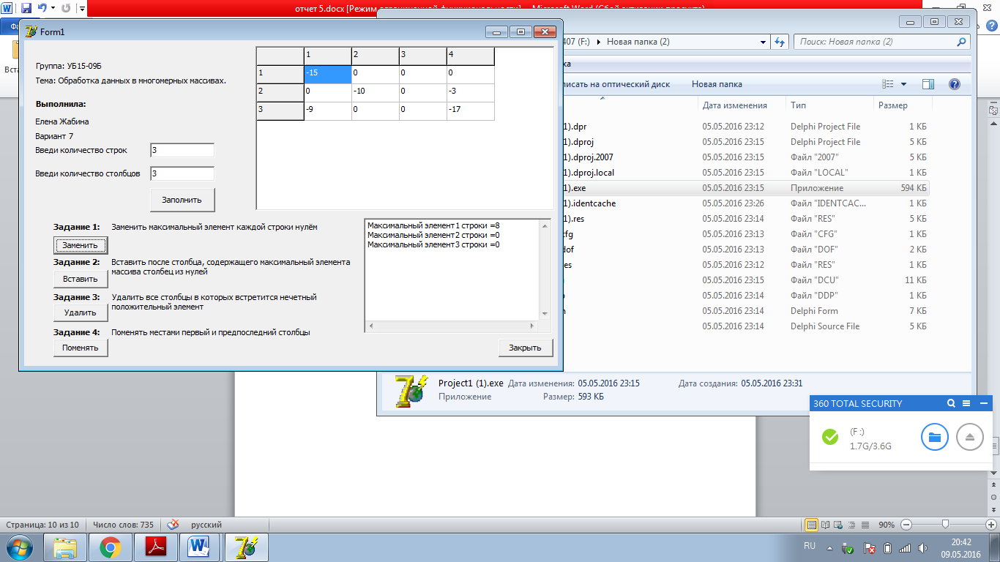 отчет 5.docx [Режим ограниченной функциональности] - Microsoft Word (Сбой активации продукта)
Form1
Группа: УБ15-09Б
Тема: Обработка данных в многомерных массивах.
Выполнила:
Елена Жабина
Вариант 7
Введи количество строк 3
Введи количество столбцов 3
Заполнить
1 2 3 4
1 -15 0 0 0
2 0 -10 0 -3
3 -9 0 0 -17
Задание 1: Заменить максимальный элемент каждой строки нулём
Заменить
Задание 2: Вставить после столбца, содержащего максимальный элемента
массива столбец из нулей
Вставить
Задание 3: Удалить все столбцы в которых встретится нечетный
положительный элемент
Удалить
Задание 4: Поменять местами первый и предпоследний столбцы
Поменять
Максимальный элемент1 строки =8
Максимальный элемент2 строки =0
Максимальный элемент3 строки =0
Закрыть
407 (F:) Новая папка (2)
Поиск: Новая папка (2)
писать на оптический диск Новая папка
Дата изменения Тип Размер
1).dpr 05.05.2016 23:12 Delphi Project File 1 КБ
1).dproj 05.05.2016 23:15 Delphi Project File 5 КБ
1).dproj.2007 05.05.2016 23:15 Файл "2007" 5 КБ
1).dproj.local 05.05.2016 23:15 Файл "LOCAL" 1 КБ
1).exe 05.05.2016 23:15 Приложение 594 КБ
1).identcache 05.05.2016 23:26 Файл "IDENTCAC... 1 КБ
1).res 05.05.2016 23:14 Файл "RES" 5 КБ
cfg 05.05.2016 23:14 Файл "CFG" 1 КБ
dof 05.05.2016 23:14 Файл "DOF" 2 КБ
es 05.05.2016 23:12 Файл "RES" 1 КБ
05.05.2016 23:15 Файл "DCU" 11 КБ
05.05.2016 23:14 Файл "DDP" 1 КБ
05.05.2016 23:14 Delphi Form 7 КБ
05.05.2016 23:14 Delphi Source File 5 КБ
Project1 (1).exe Дата изменения: 05.05.2016 23:15 Дата создания: 05.05.2016 23:31
Приложение Размер: 593 КБ
360 TOTAL SECURITY
(F :)
1.7G/3.6G
Страница: 10 из 10 Число слов: 735 русский 90%
RU 20:42
09.05.2016